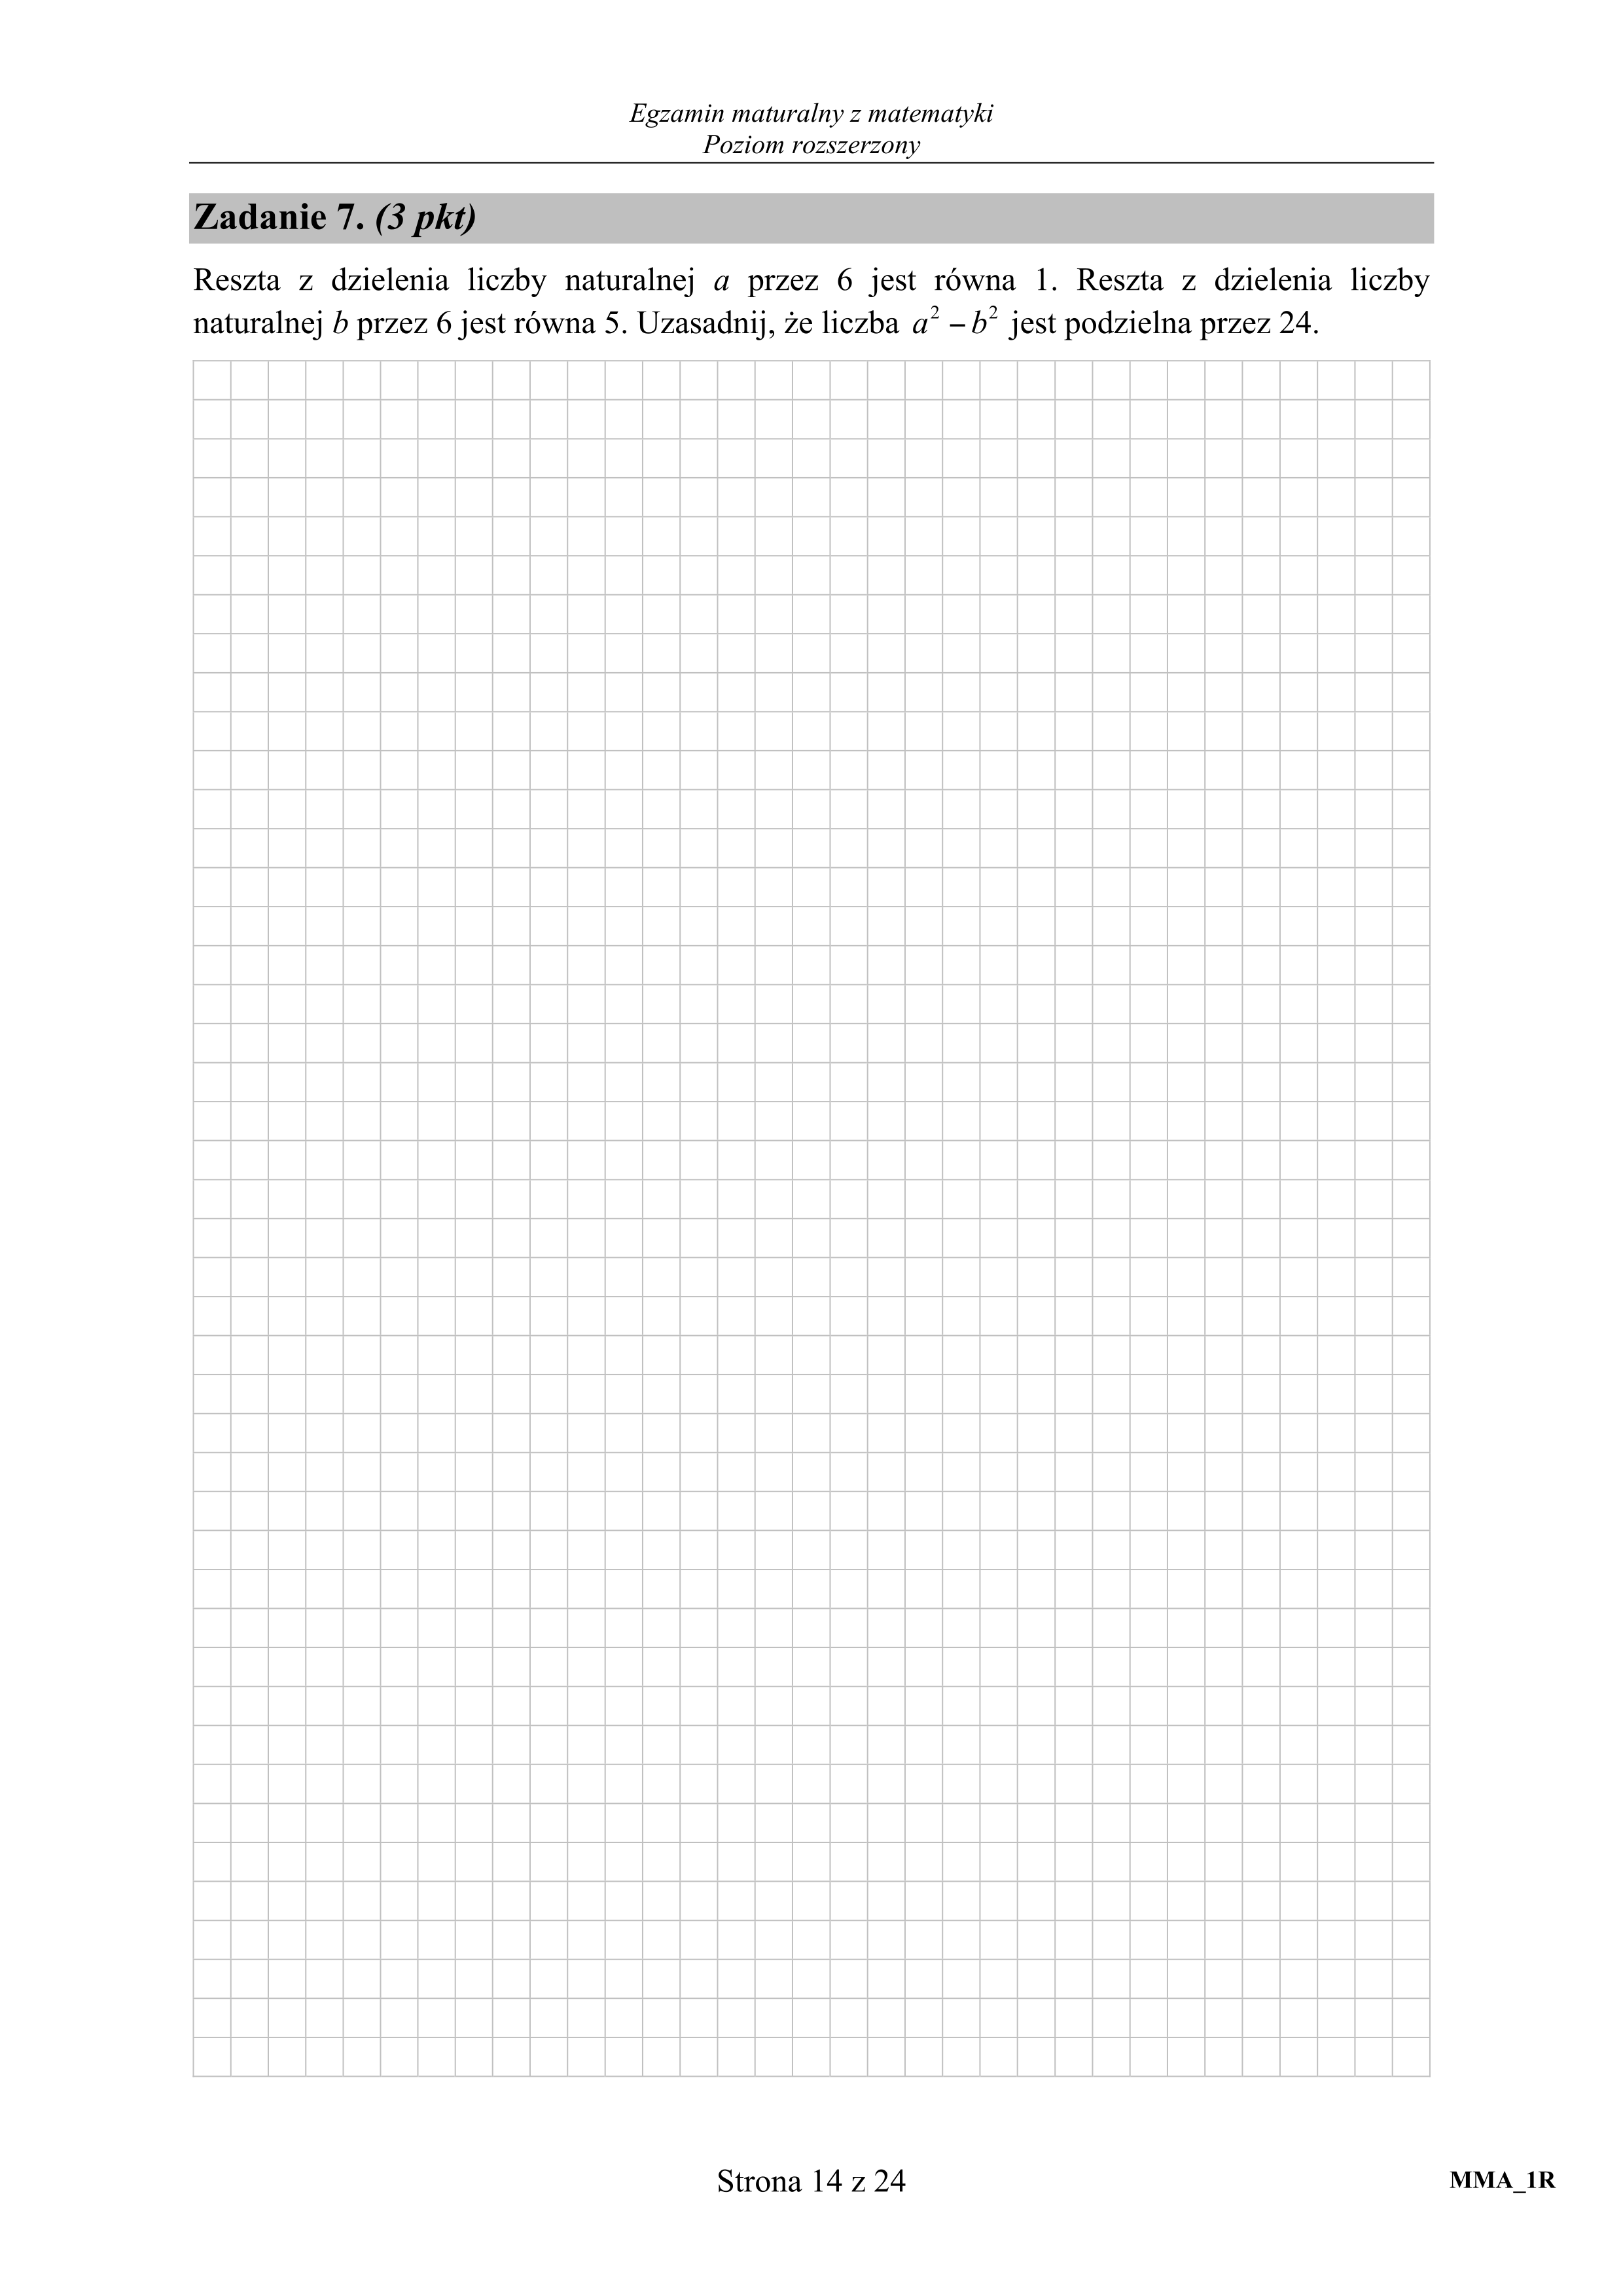 Egzamin maturalny z matematyki
Poziom rozszerzony
Zadanie 7. (3 pkt)
Reszta z dzielenia liczby naturalnej a przez 6 jest równa 1. Reszta z dzielenia liczby
naturalnej b przez 6 jest równa 5. Uzasadnij, że liczba a² – b² jest podzielna przez 24.
Strona 14 z 24
MMA_1R